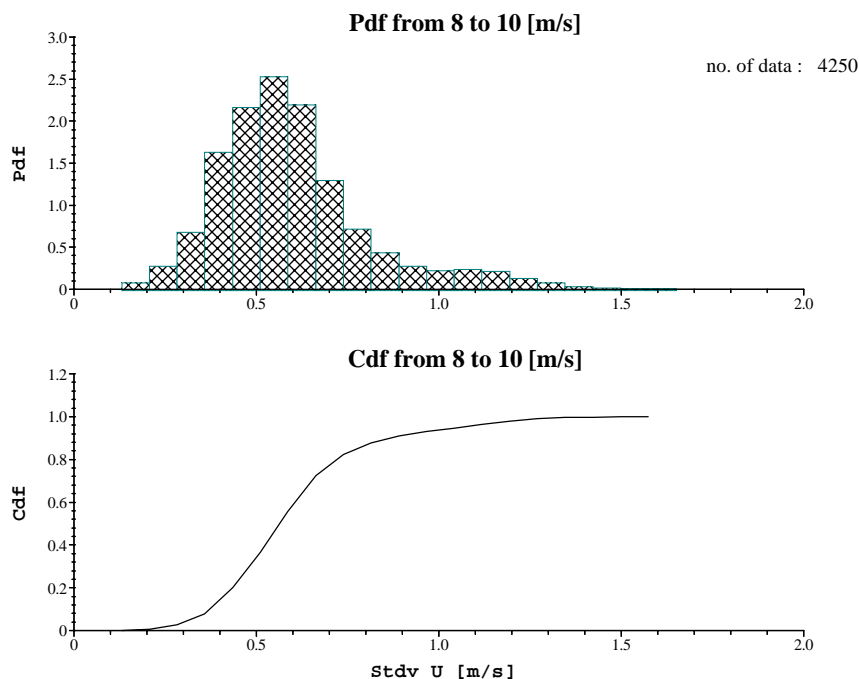 Pdf from 8 to 10 [m/s]
no. of data : 4250
Pdf
3.0
2.5
2.0
1.5
1.0
0.5
0
0 0.5 1.0 1.5 2.0
Cdf from 8 to 10 [m/s]
Cdf
1.2
1.0
0.8
0.6
0.4
0.2
0
0 0.5 1.0 1.5 2.0
Stdv U [m/s]